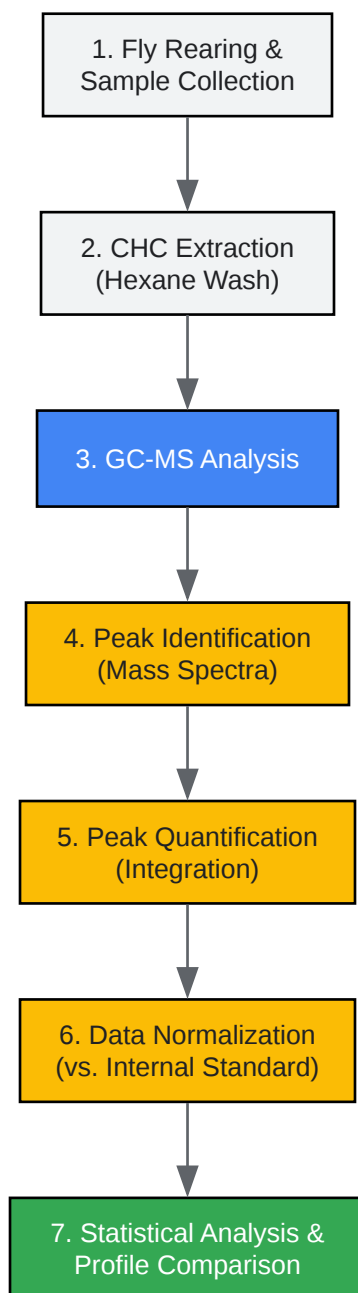 1. Fly Rearing &
Sample Collection
2. CHC Extraction
(Hexane Wash)
3. GC-MS Analysis
4. Peak Identification
(Mass Spectra)
5. Peak Quantification
(Integration)
6. Data Normalization
(vs. Internal Standard)
7. Statistical Analysis &
Profile Comparison